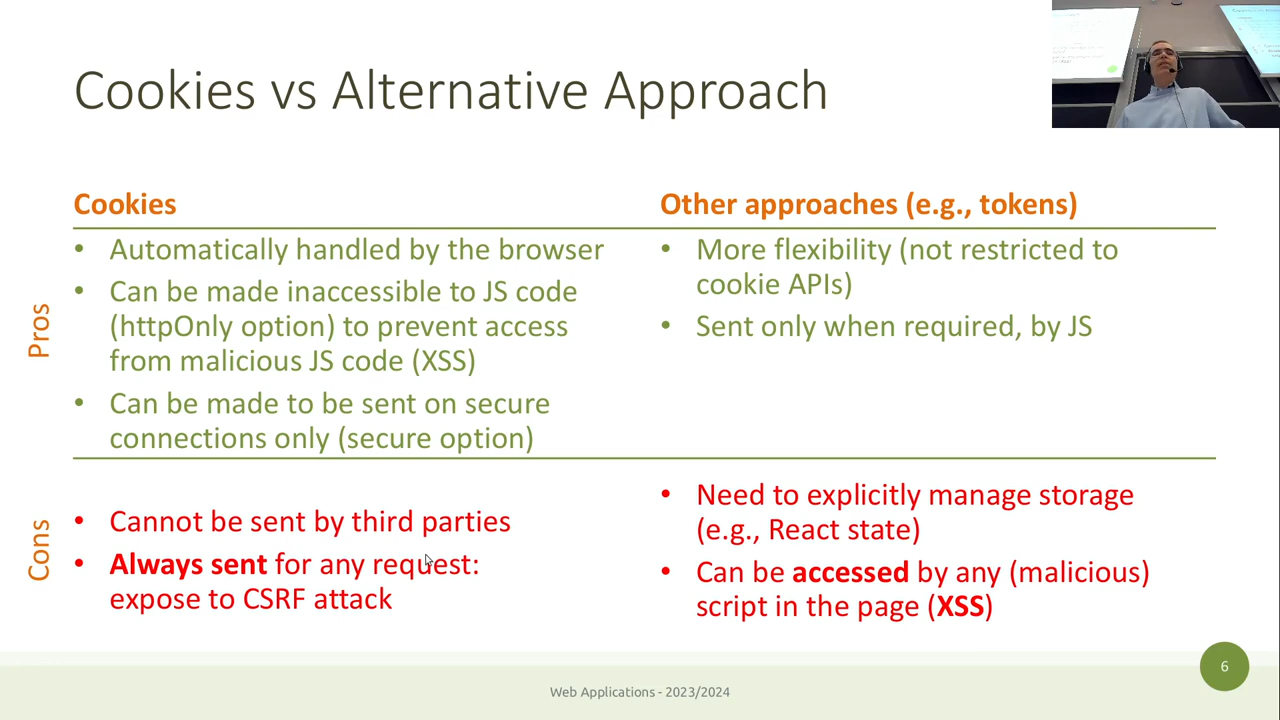 Cookies vs Alternative Approach
Cookies
Other approaches (e.g., tokens)
Pros
• Automatically handled by the browser
• Can be made inaccessible to JS code
(httpOnly option) to prevent access
from malicious JS code (XSS)
• Can be made to be sent on secure
connections only (secure option)
• More flexibility (not restricted to
cookie APIs)
• Sent only when required, by JS
Cons
• Cannot be sent by third parties
• Always sent for any request:
expose to CSRF attack
• Need to explicitly manage storage
(e.g., React state)
• Can be accessed by any (malicious)
script in the page (XSS)
6
Web Applications - 2023/2024